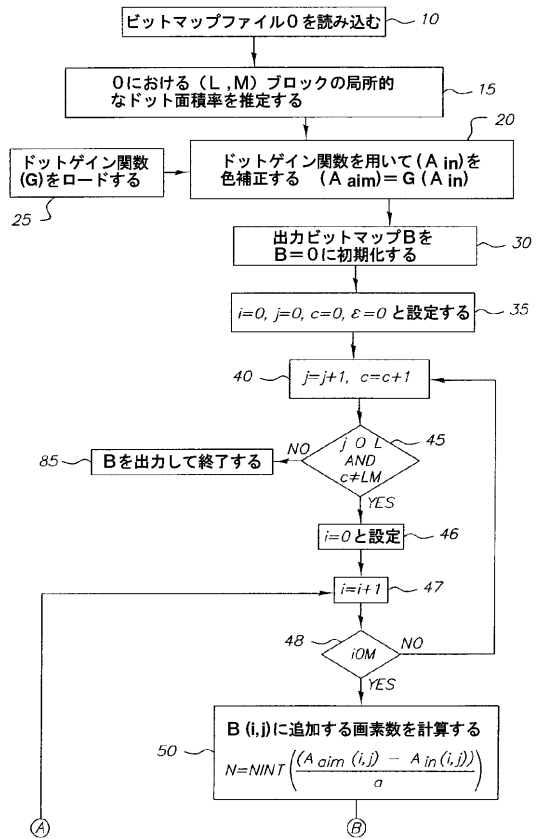 ビットマップファイルOを読み込む
10
Oにおける (L ,M) ブロックの局所的
なドット面積率を推定する
15
20
ドットゲイン関数
(G)をロードする
25
ドットゲイン関数を用いて(A in)を
色補正する (A aim)=G (A in)
出力ビットマップBを
B=0に初期化する
30
i=0, j=0, c=0, ε=0 と設定する
35
40
j=j+1, c=c+1
45
j O L
AND
c≠LM
NO
85
Bを出力して終了する
YES
i=0と設定
46
i=i+1
47
48
iOM
NO
YES
50
B (i,j)に追加する画素数を計算する
N=NINT ( ((A aim (i,j) - A in (i,j)) / a )
A
B